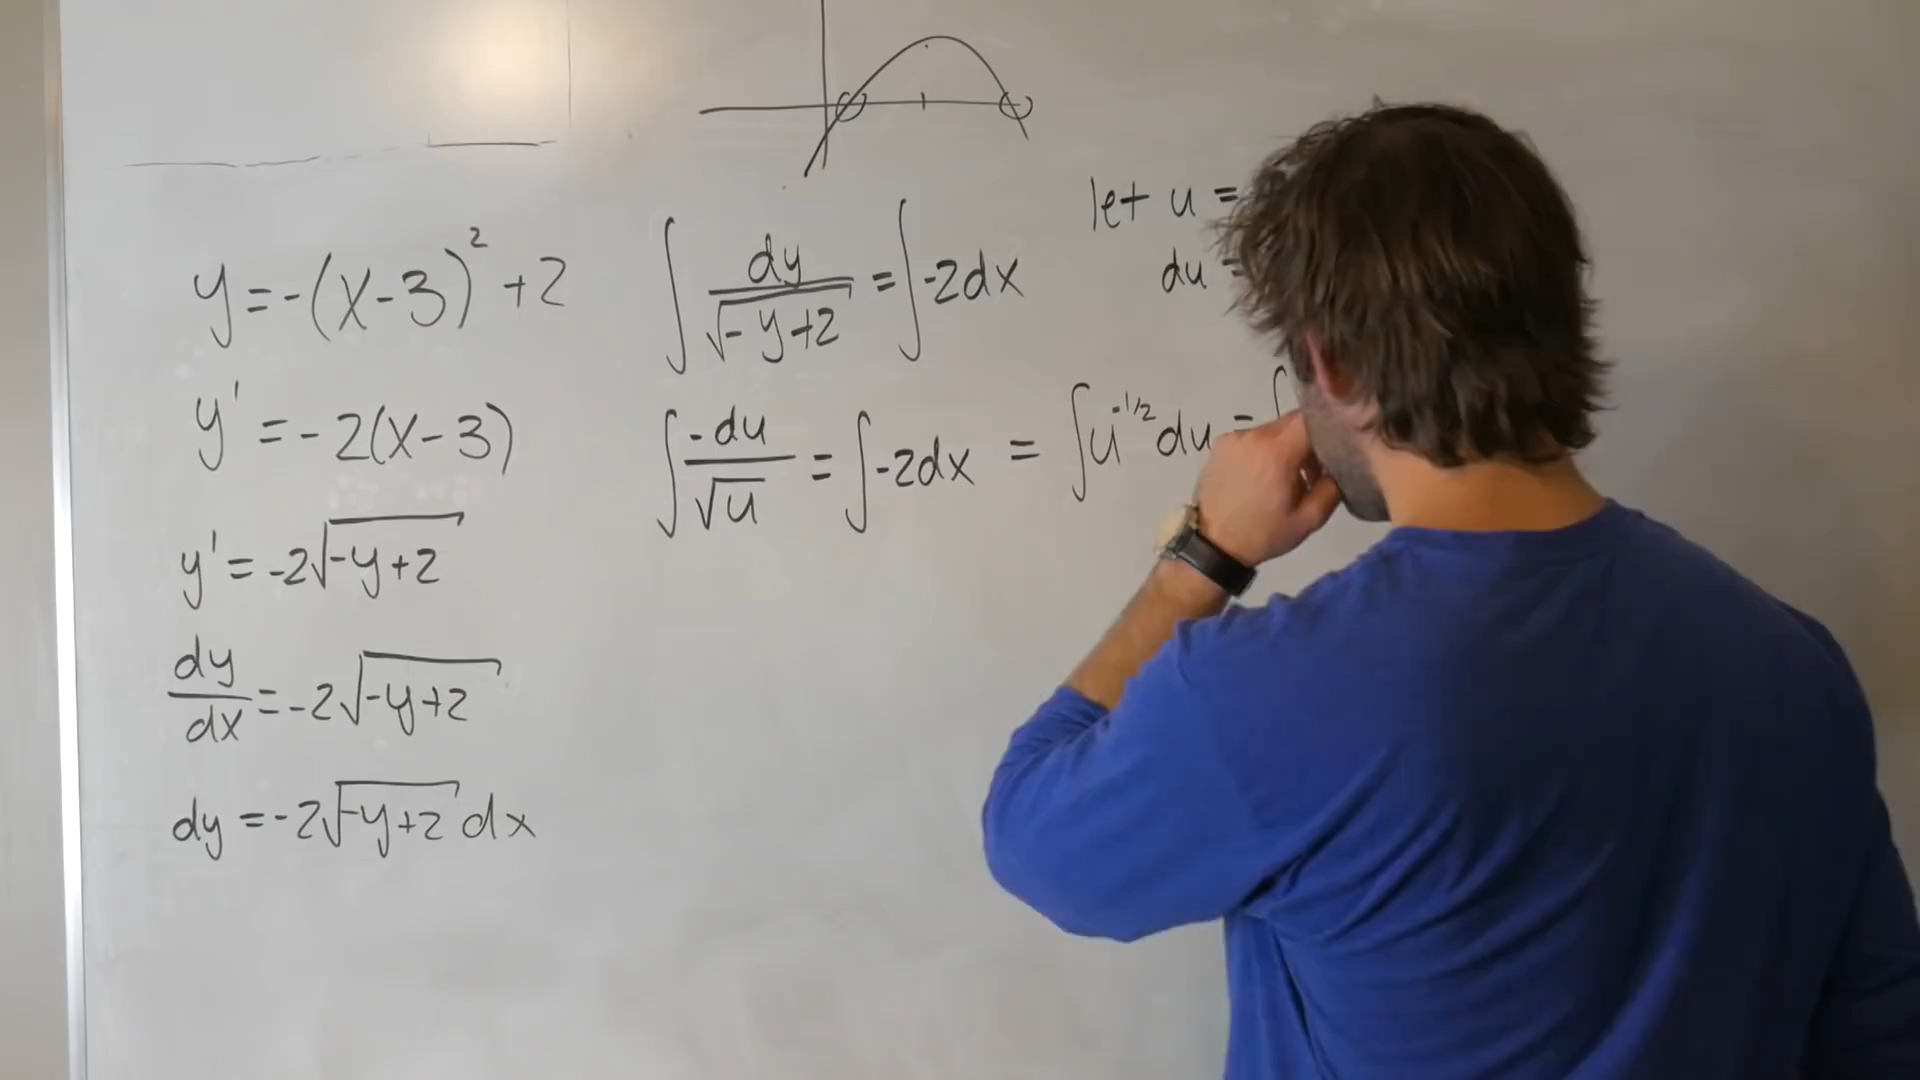 y = -(x-3)² + 2
y' = -2(x-3)
y' = -2√(-y+2)
dy/dx = -2√(-y+2)
dy = -2√(-y+2) dx
∫ dy/√(-y+2) = ∫ -2dx
∫ -du/√u = ∫ -2dx = ∫ u^(-1/2) du = ∫
let u =
du =